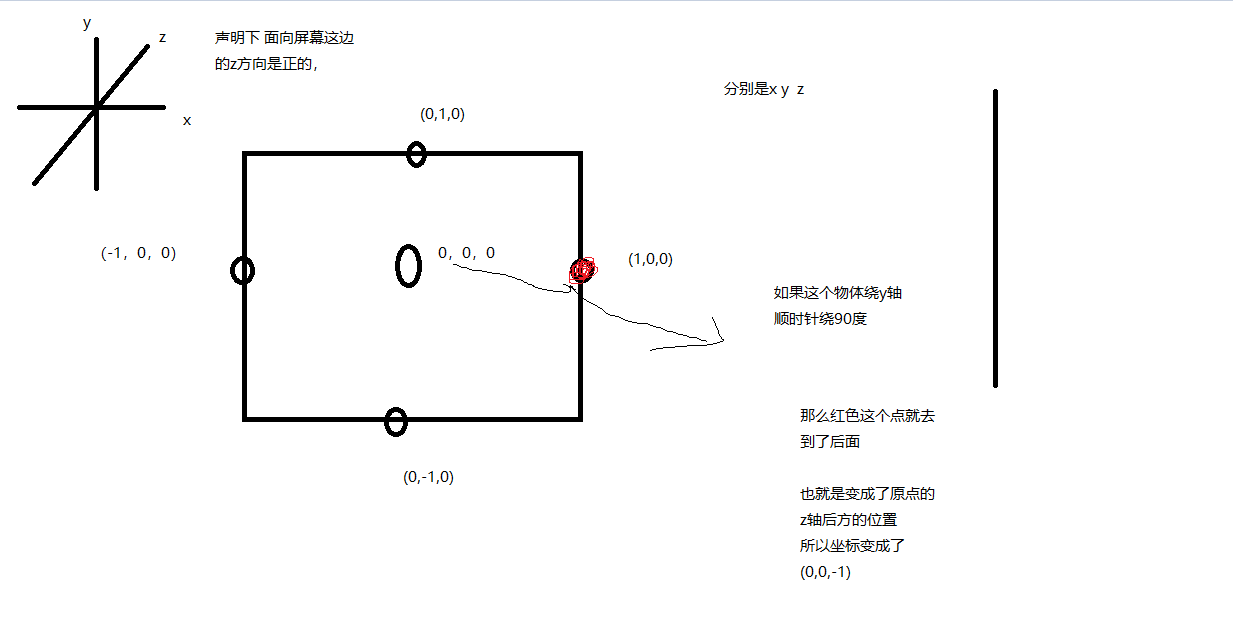 y
z
x
声明下 面向屏幕这边
的z方向是正的，
分别是x y z
(0,1,0)
(-1，0，0)
0，0，0
(1,0,0)
(0,-1,0)
如果这个物体绕y轴
顺时针绕90度
那么红色这个点就去
到了后面
也就是变成了原点的
z轴后方的位置
所以坐标变成了
(0,0,-1)